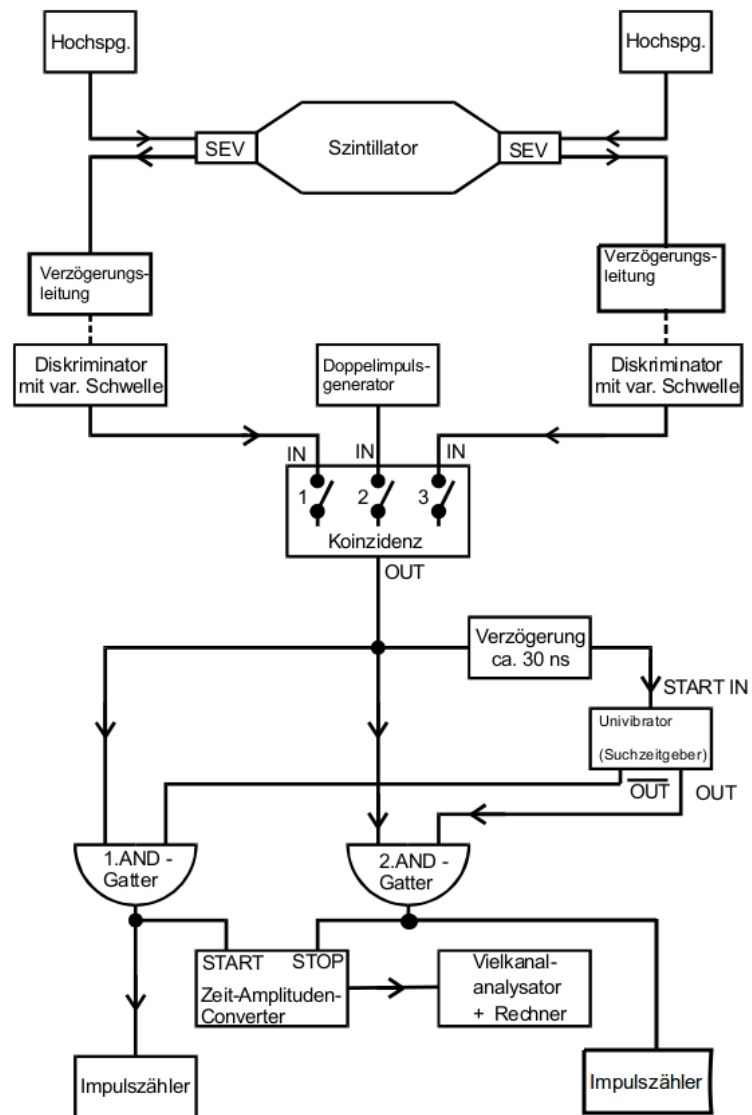 Hochspg.
Hochspg.
SEV
Szintillator
SEV
Verzögerungs-
leitung
Verzögerungs-
leitung
Diskriminator
mit var. Schwelle
Doppelimpuls-
generator
Diskriminator
mit var. Schwelle
IN
IN
IN
1
2
3
Koinzidenz
OUT
Verzögerung
ca. 30 ns
START IN
Univibrator
(Suchzeitgeber)
OUT
OUT
1.AND -
Gatter
2.AND -
Gatter
START
STOP
Zeit-Amplituden-
Converter
Vielkanal-
analysator
+ Rechner
Impulszähler
Impulszähler